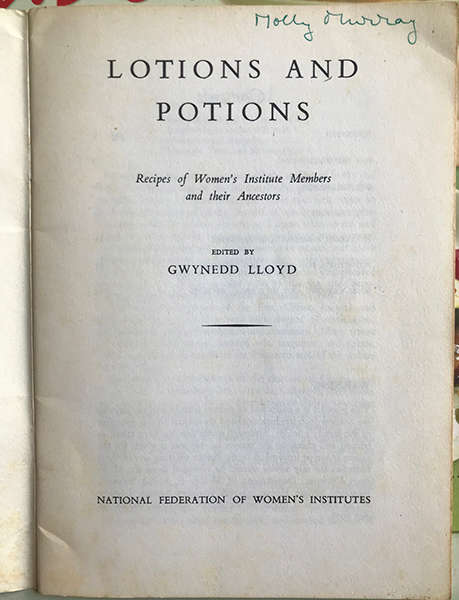 Molly Murray
LOTIONS AND
POTIONS
Recipes of Women's Institute Members
and their Ancestors
EDITED BY
GWYNEDD LLOYD
NATIONAL FEDERATION OF WOMEN'S INSTITUTES